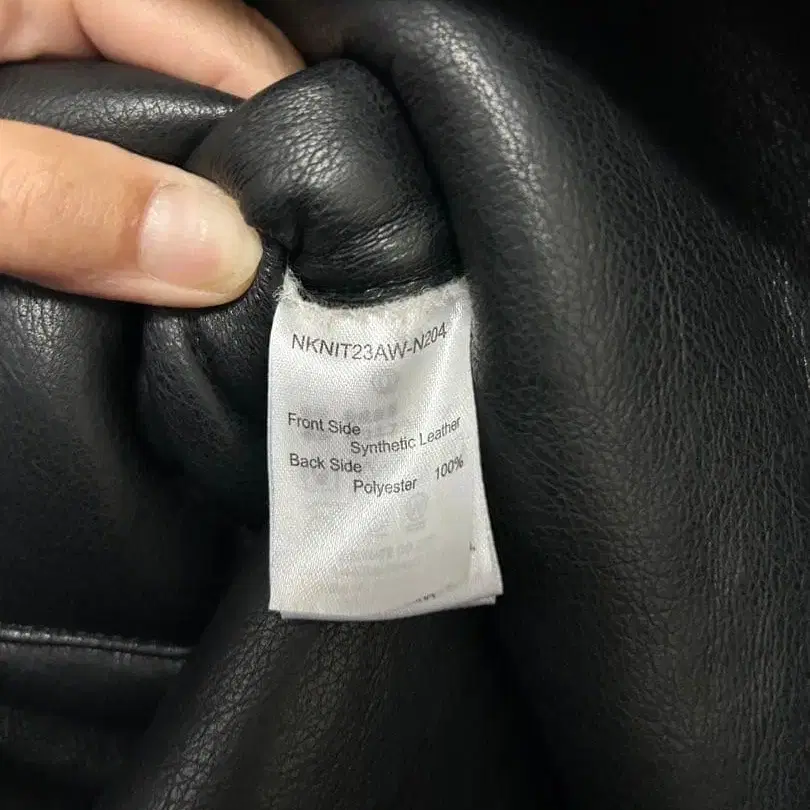 NKNIT23AW-N204
Front Side
Synthetic Leather
Back Side
Polyester 100%